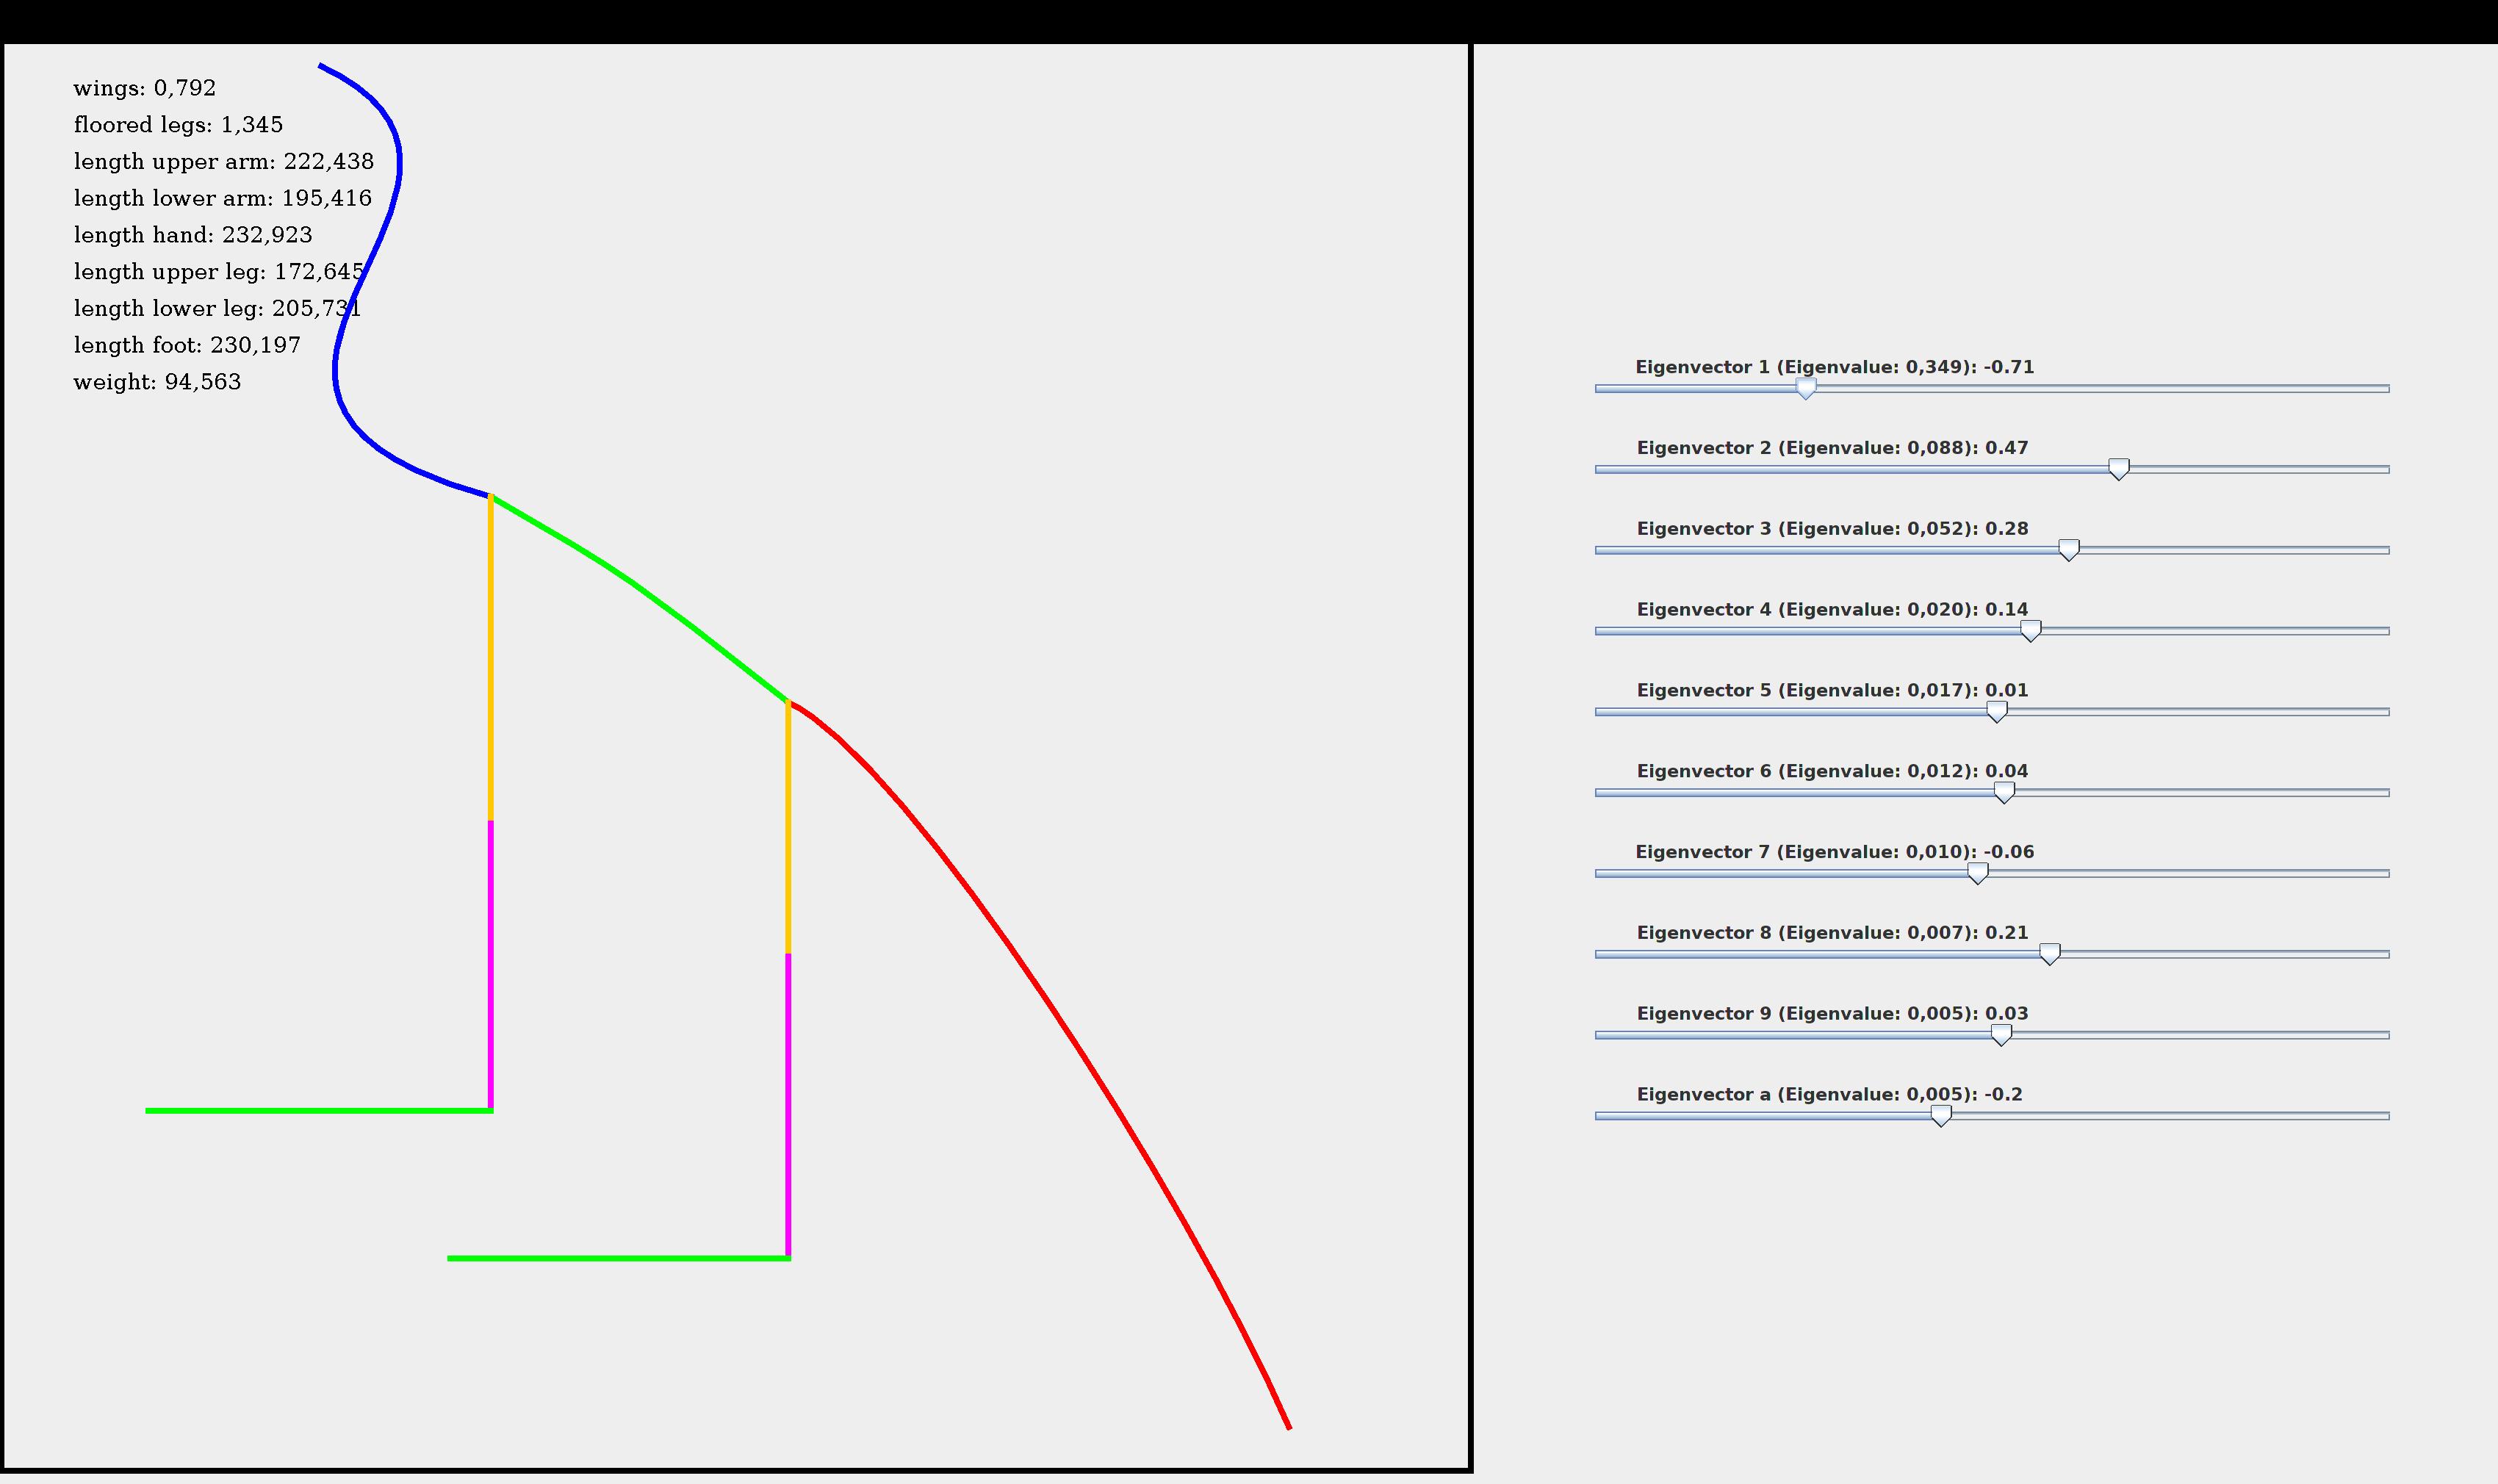 wings: 0,792
floored legs: 1,345
length upper arm: 222,438
length lower arm: 195,416
length hand: 232,923
length upper leg: 172,645
length lower leg: 205,731
length foot: 230,197
weight: 94,563
Eigenvector 1 (Eigenvalue: 0,349): -0.71
Eigenvector 2 (Eigenvalue: 0,088): 0.47
Eigenvector 3 (Eigenvalue: 0,052): 0.28
Eigenvector 4 (Eigenvalue: 0,020): 0.14
Eigenvector 5 (Eigenvalue: 0,017): 0.01
Eigenvector 6 (Eigenvalue: 0,012): 0.04
Eigenvector 7 (Eigenvalue: 0,010): -0.06
Eigenvector 8 (Eigenvalue: 0,007): 0.21
Eigenvector 9 (Eigenvalue: 0,005): 0.03
Eigenvector a (Eigenvalue: 0,005): -0.2